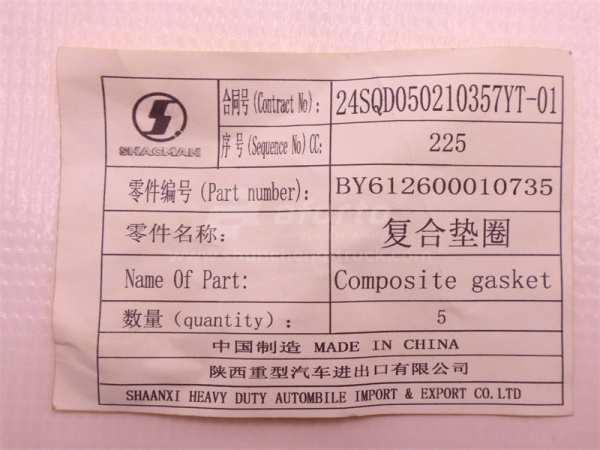 SHACMAN
合同号(Contract No): 24SQD050210357YT-01
序号(Sequence No) CC: 225
零件编号(Part number): BY612600010735
零件名称: 复合垫圈
Name Of Part: Composite gasket
数量(quantity): 5
中国制造 MADE IN CHINA
陕西重型汽车进出口有限公司
SHAANXI HEAVY DUTY AUTOMBILE IMPORT & EXPORT CO.LTD